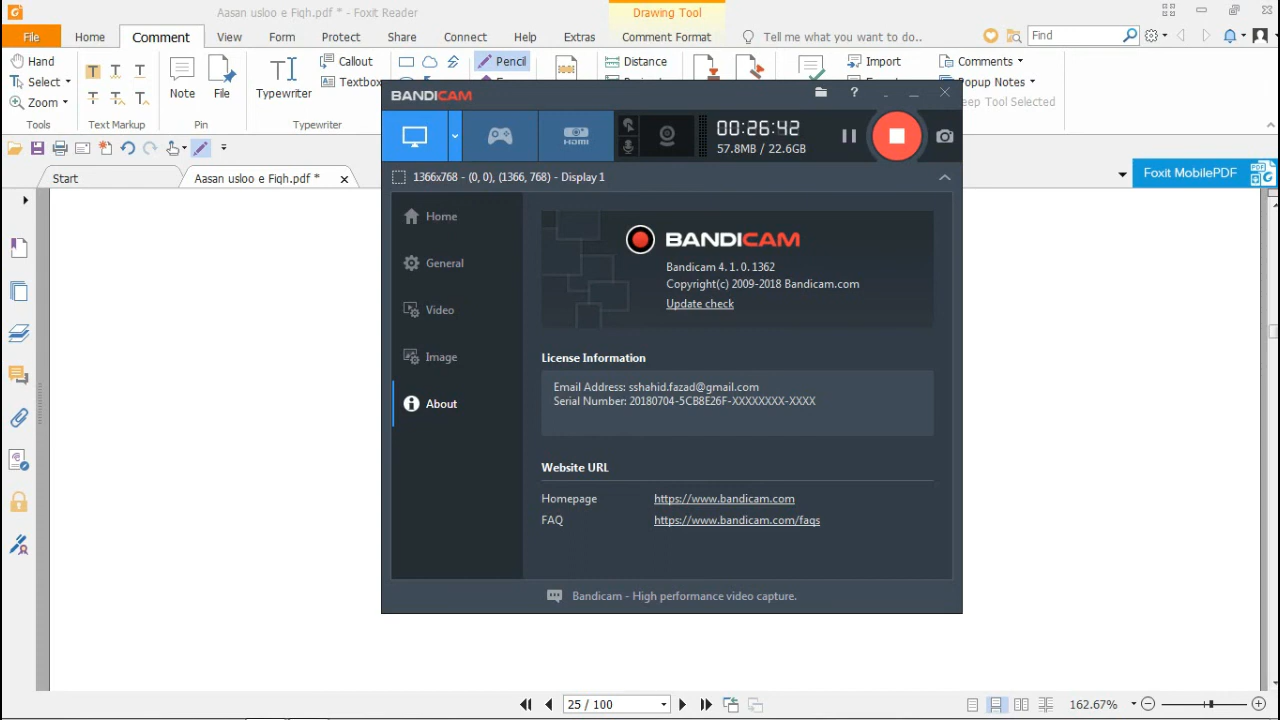 Aasan usloo e Fiqh.pdf * - Foxit Reader
Drawing Tool
File Home Comment View Form Protect Share Connect Help Extras Comment Format Tell me what you want to do.. Find
Hand
Select
Zoom
Tools
T T T
Text Markup
Note
File
Pin
Typewriter
Callout
Textbox
Typewriter
Pencil
Distance
Import
Comments
Popup Notes
eep Tool Selected
Start
Aasan usloo e Fiqh.pdf *
Foxit MobilePDF
BANDICAM
?
HDMI
00:26:42
57.8MB / 22.6GB
1366x768 - (0, 0), (1366, 768) - Display 1
Home
General
Video
Image
About
BANDICAM
Bandicam 4.1.0.1362
Copyright(c) 2009-2018 Bandicam.com
Update check
License Information
Email Address: sshahid.fazad@gmail.com
Serial Number: 20180704-5CB8E26F-XXXXXXXX-XXXX
Website URL
Homepage https://www.bandicam.com
FAQ https://www.bandicam.com/faqs
Bandicam - High performance video capture.
25 / 100
162.67%